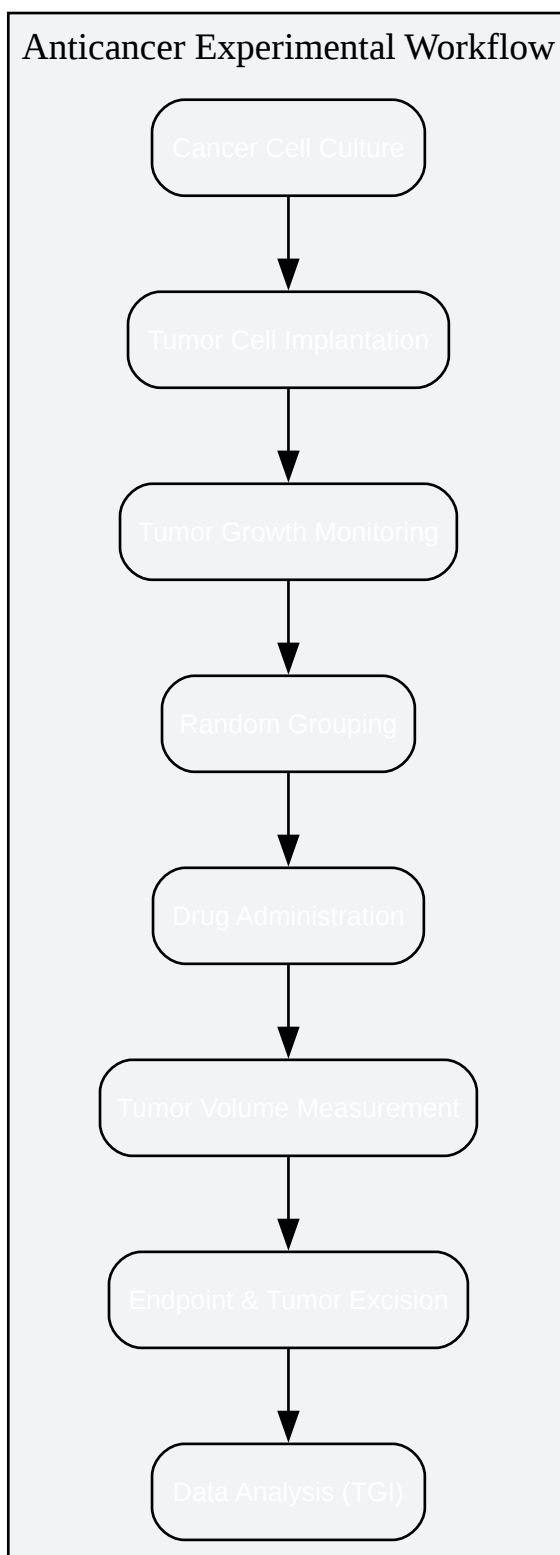 Anticancer Experimental Workflow
Cancer Cell Culture
Tumor Cell Implantation
Tumor Growth Monitoring
Random Grouping
Drug Administration
Tumor Volume Measurement
Endpoint & Tumor Excision
Data Analysis (TGI)